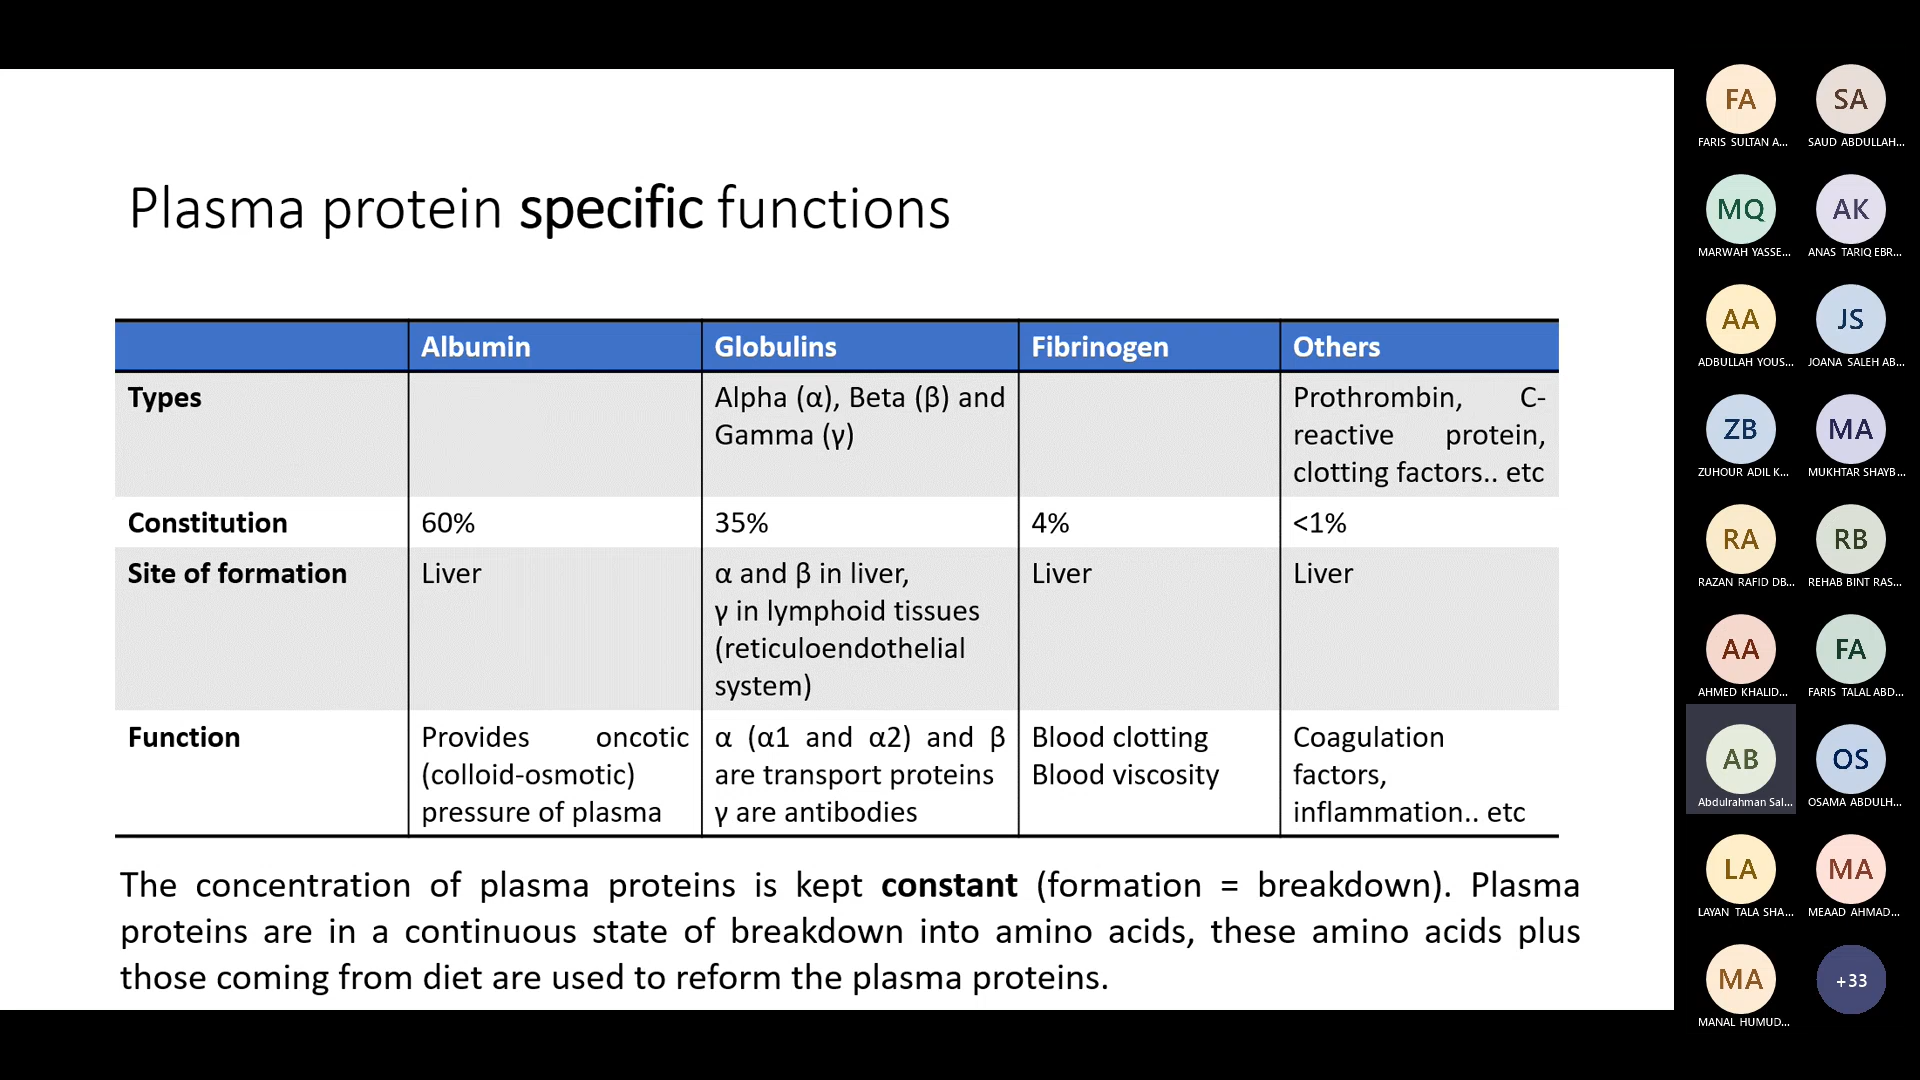 Plasma protein specific functions
Albumin Globulins Fibrinogen Others
Types Alpha (α), Beta (β) and Gamma (γ) Prothrombin, C-reactive protein, clotting factors.. etc
Constitution 60% 35% 4% <1%
Site of formation Liver α and β in liver, γ in lymphoid tissues (reticuloendothelial system) Liver Liver
Function Provides oncotic (colloid-osmotic) pressure of plasma α (α1 and α2) and β are transport proteins γ are antibodies Blood clotting Blood viscosity Coagulation factors, inflammation.. etc
The concentration of plasma proteins is kept constant (formation = breakdown). Plasma
proteins are in a continuous state of breakdown into amino acids, these amino acids plus
those coming from diet are used to reform the plasma proteins.
FA SA
FARIS SULTAN A... SAUD ABDULLAH...
MQ AK
MARWAH YASSE... ANAS TARIQ EBR...
AA JS
ADBULLAH YOUS... JOANA SALEH AB...
ZB MA
ZUHOUR ADIL K... MUKHTAR SHAYB...
RA RB
RAZAN RAFID DB... REHAB BINT RAS...
AA FA
AHMED KHALID... FARIS TALAL ABD...
AB OS
Abdulrahman Sal... OSAMA ABDULH...
LA MA
LAYAN TALA SHA... MEAAD AHMAD...
MA +33
MANAL HUMUD...